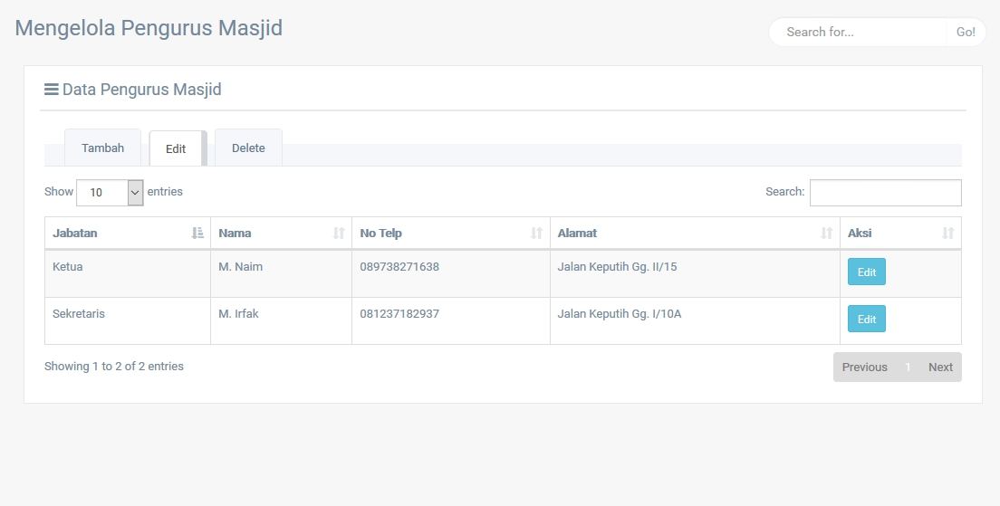 Mengelola Pengurus Masjid
Search for... Go!
Data Pengurus Masjid
Tambah Edit Delete
Show 10 entries Search:
Jabatan Nama No Telp Alamat Aksi
Ketua M. Naim 089738271638 Jalan Keputih Gg. II/15 Edit
Sekretaris M. Irfak 081237182937 Jalan Keputih Gg. I/10A Edit
Showing 1 to 2 of 2 entries Previous 1 Next